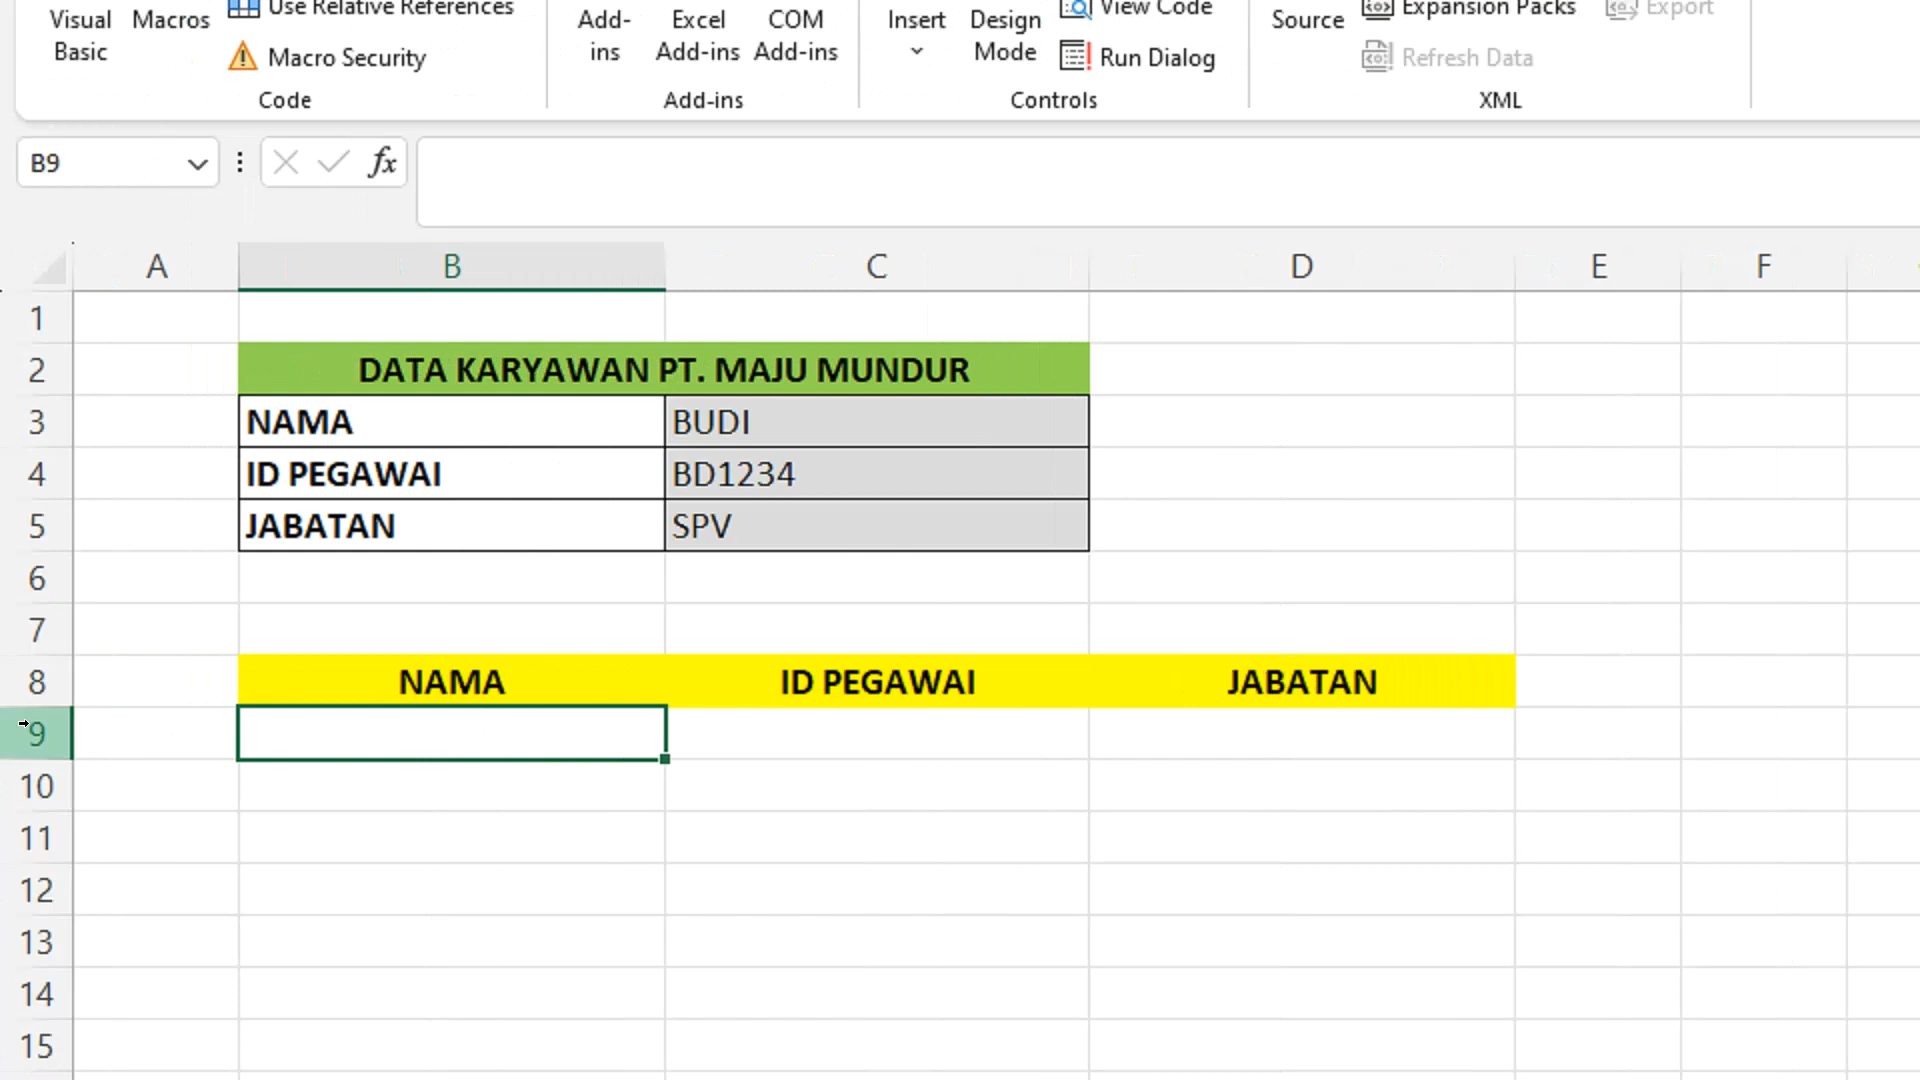 Use Relative References
View Code
Expansion Packs
Export
Visual Basic
Macros
Macro Security
Add-ins
Excel Add-ins
COM Add-ins
Insert
Design Mode
Run Dialog
Source
Refresh Data
Code
Add-ins
Controls
XML
B9
fx
A B C D E F
1
2 DATA KARYAWAN PT. MAJU MUNDUR
3 NAMA BUDI
4 ID PEGAWAI BD1234
5 JABATAN SPV
6
7
8 NAMA ID PEGAWAI JABATAN
9
10
11
12
13
14
15